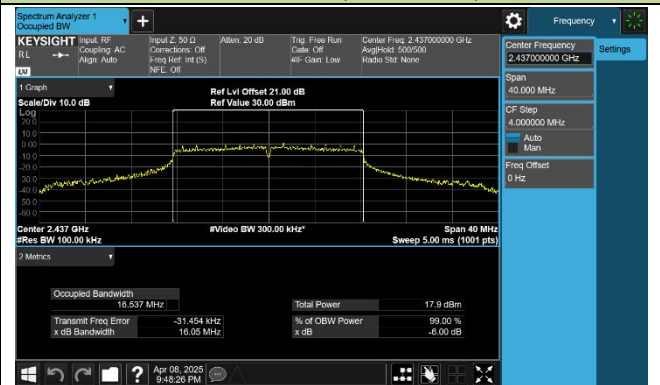 Spectrum Analyzer 1
Occupied BW
Frequency
KEYSIGHT
RL
LXI
Input: RF
Coupling: AC
Align: Auto
Input Z: 50 Ω
Corrections: Off
Freq Ref: Int (S)
NFE: Off
Atten: 20 dB
Trig: Free Run
Gate: Off
#IF Gain: Low
Center Freq: 2.437000000 GHz
Avg|Hold: 500/500
Radio Std: None
Center Frequency
2.437000000 GHz
Settings
Span
40.000 MHz
CF Step
4.000000 MHz
Auto
Man
Freq Offset
0 Hz
1 Graph
Scale/Div 10.0 dB
Ref Lvl Offset 21.00 dB
Ref Value 30.00 dBm
Log
20.0
10.0
0.00
-10.0
-20.0
-30.0
-40.0
-50.0
-60.0
Center 2.437 GHz
#Res BW 100.00 kHz
#Video BW 300.00 kHz*
Span 40 MHz
Sweep 5.00 ms (1001 pts)
2 Metrics
Occupied Bandwidth
16.537 MHz
Total Power 17.9 dBm
Transmit Freq Error -31.454 kHz
% of OBW Power 99.00 %
x dB Bandwidth 16.05 MHz
x dB -6.00 dB
?
Apr 08, 2025
9:48:26 PM